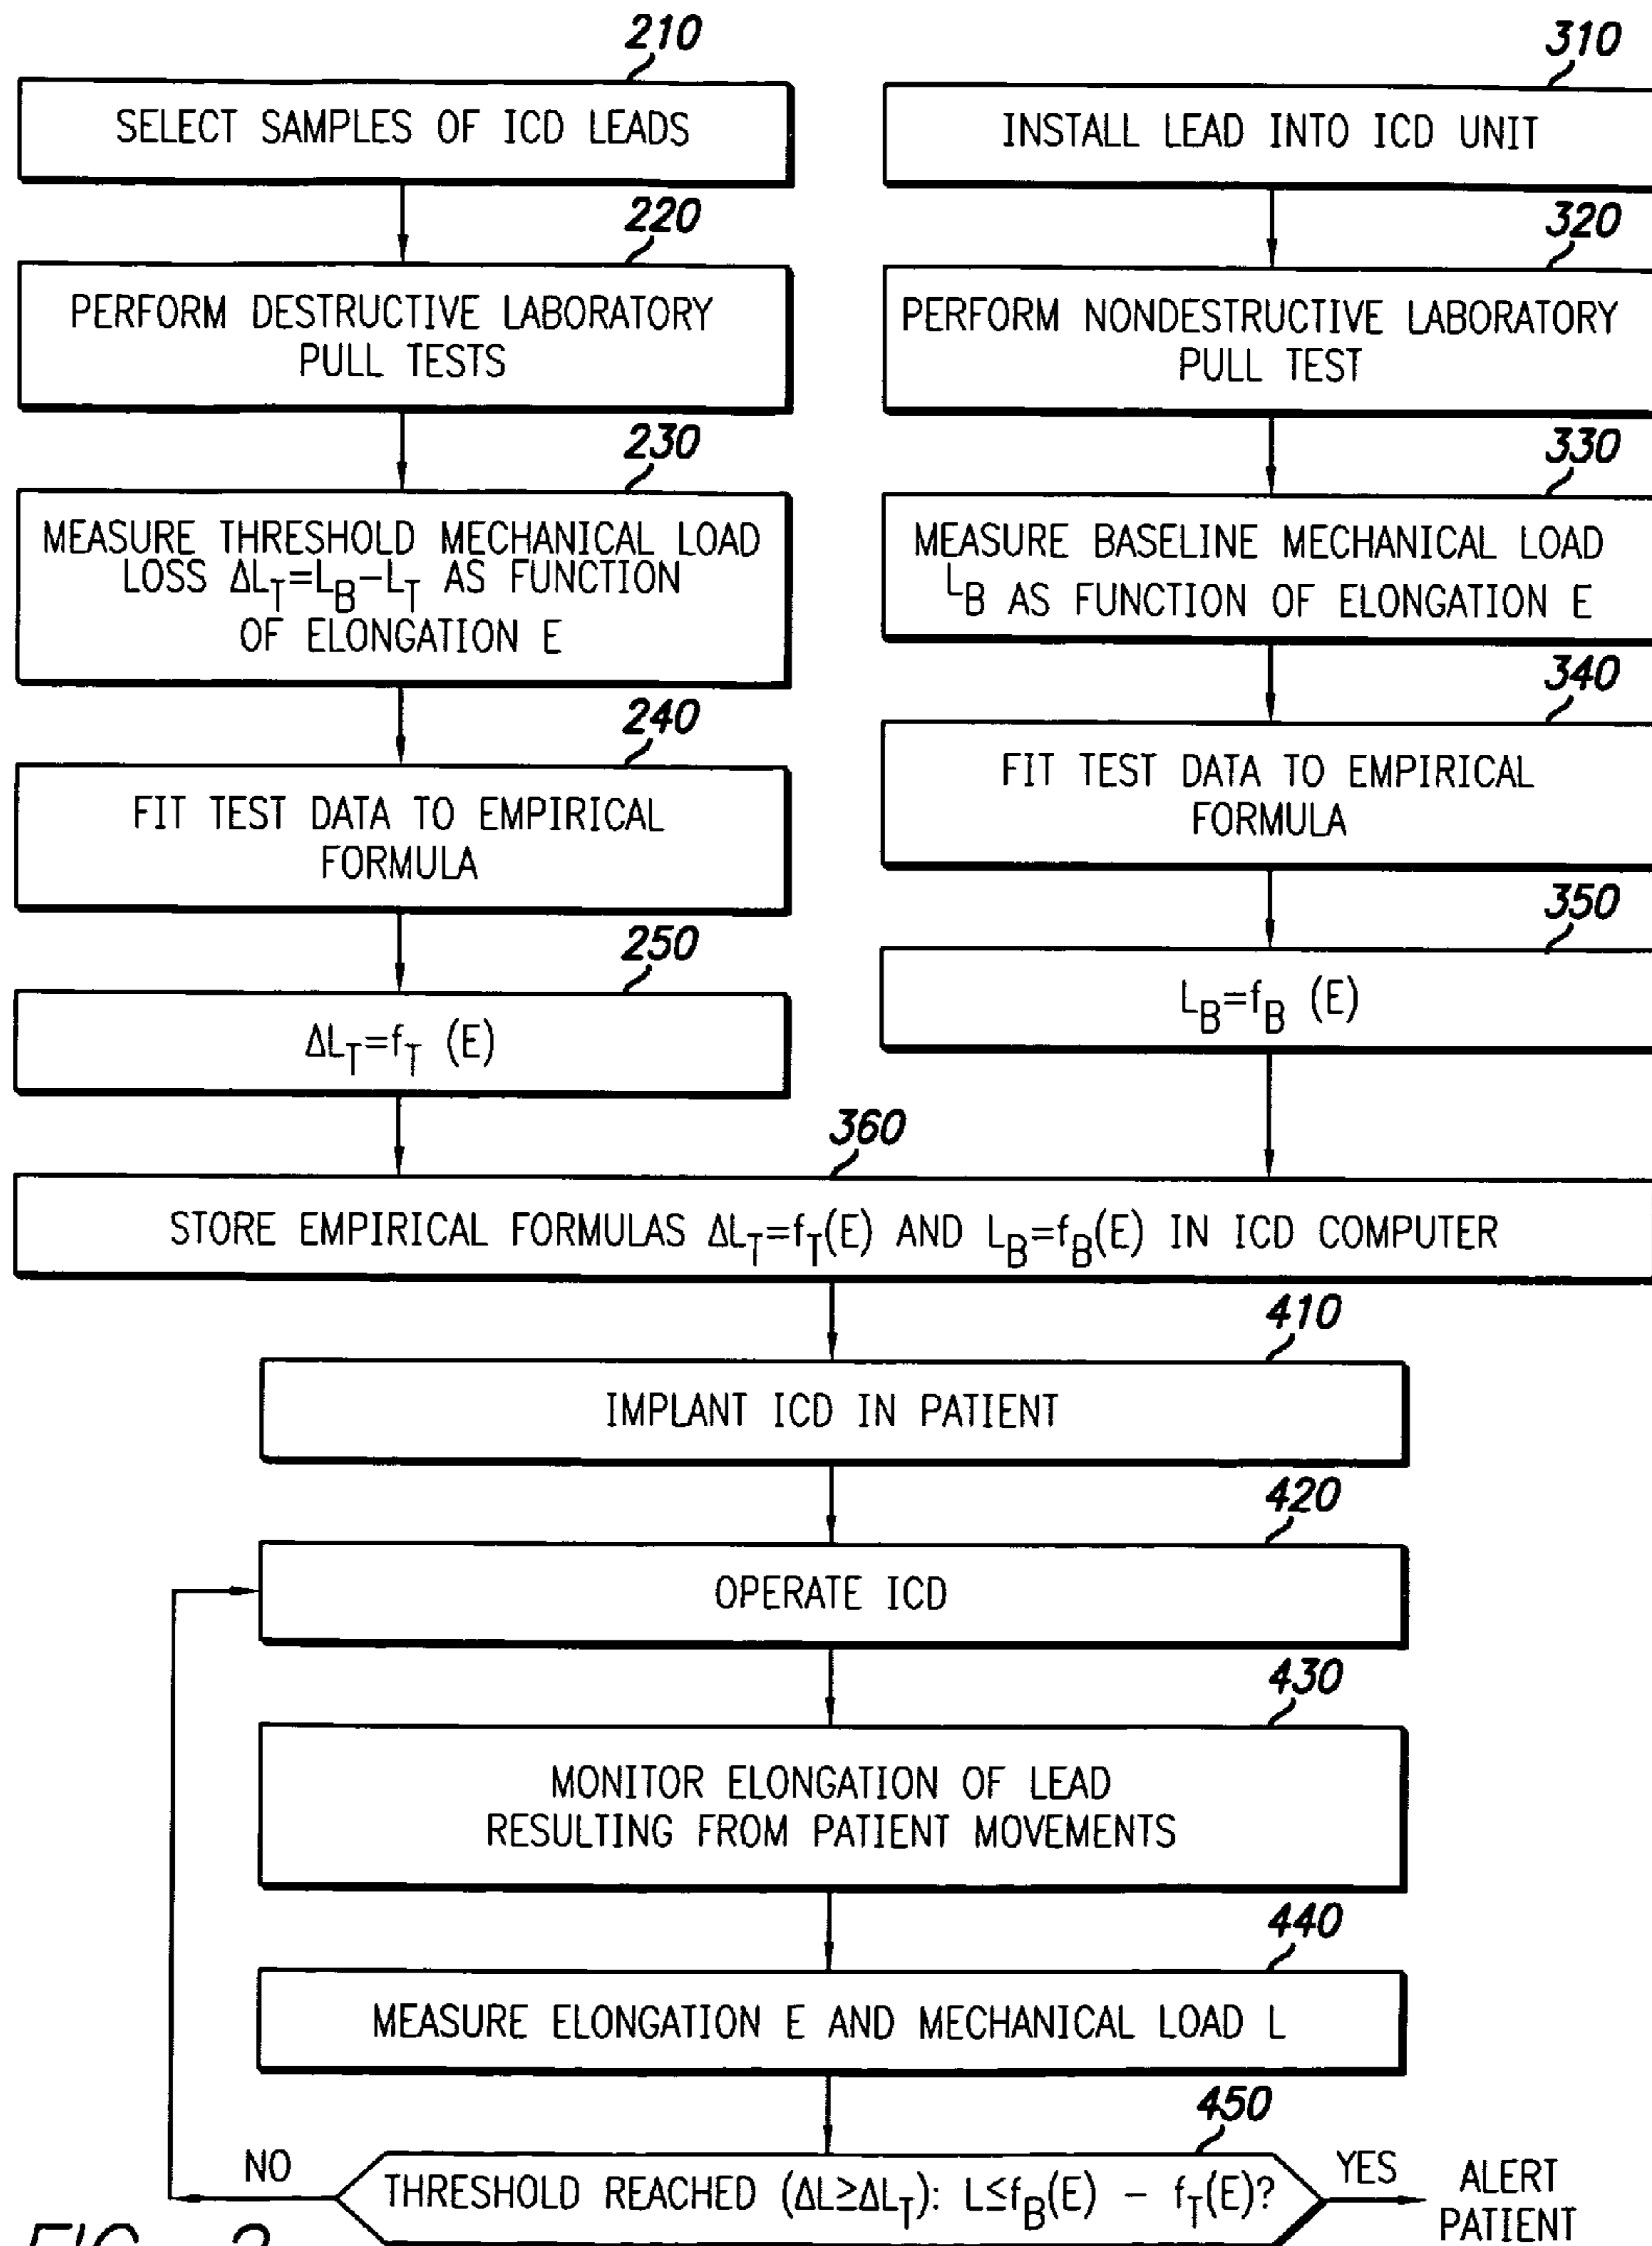 210
SELECT SAMPLES OF ICD LEADS
220
PERFORM DESTRUCTIVE LABORATORY
PULL TESTS
230
MEASURE THRESHOLD MECHANICAL LOAD
LOSS ΔL_T=L_B-L_T AS FUNCTION
OF ELONGATION E
240
FIT TEST DATA TO EMPIRICAL
FORMULA
250
ΔL_T=f_T (E)
310
INSTALL LEAD INTO ICD UNIT
320
PERFORM NONDESTRUCTIVE LABORATORY
PULL TEST
330
MEASURE BASELINE MECHANICAL LOAD
L_B AS FUNCTION OF ELONGATION E
340
FIT TEST DATA TO EMPIRICAL
FORMULA
350
L_B=f_B (E)
360
STORE EMPIRICAL FORMULAS ΔL_T=f_T(E) AND L_B=f_B(E) IN ICD COMPUTER
410
IMPLANT ICD IN PATIENT
420
OPERATE ICD
430
MONITOR ELONGATION OF LEAD
RESULTING FROM PATIENT MOVEMENTS
440
MEASURE ELONGATION E AND MECHANICAL LOAD L
450
NO
THRESHOLD REACHED (ΔL≥ΔL_T): L≤f_B(E) - f_T(E)?
YES
ALERT
PATIENT